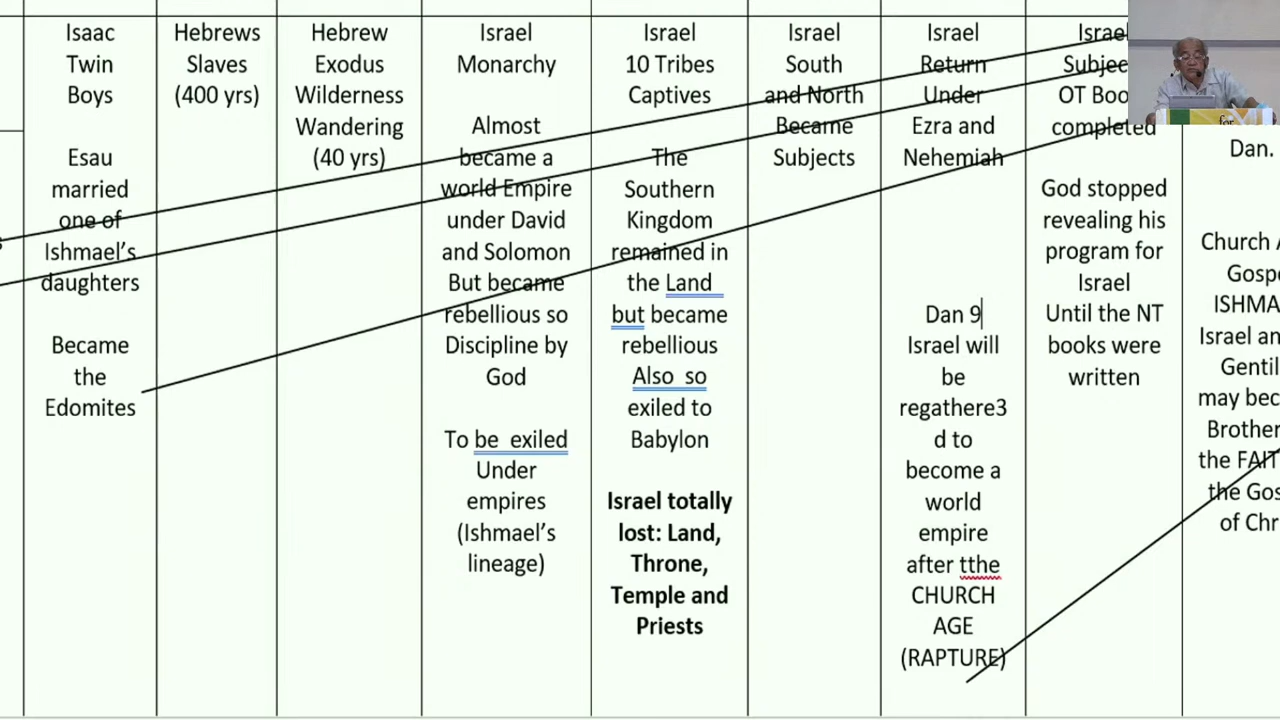 Isaac
Twin
Boys
Esau
married
one of
Ishmael's
daughters
Became
the
Edomites
Hebrews
Slaves
(400 yrs)
Hebrew
Exodus
Wilderness
Wandering
(40 yrs)
Israel
Monarchy
Almost
became a
world Empire
under David
and Solomon
But became
rebellious so
Discipline by
God
To be exiled
Under
empires
(Ishmael's
lineage)
Israel
10 Tribes
Captives
The
Southern
Kingdom
remained in
the Land
but became
rebellious
Also so
exiled to
Babylon
Israel totally
lost: Land,
Throne,
Temple and
Priests
Israel
South
and North
Became
Subjects
Israel
Return
Under
Ezra and
Nehemiah
Dan 9
Israel will
be
regathere3
d to
become a
world
empire
after tthe
CHURCH
AGE
(RAPTURE)
Israel
Subjec
OT Boo
completed
God stopped
revealing his
program for
Israel
Until the NT
books were
written
Dan.
Church A
Gospe
ISHMA
Israel an
Gentil
may bec
Brother
the FAIT
the Gos
of Chr
for